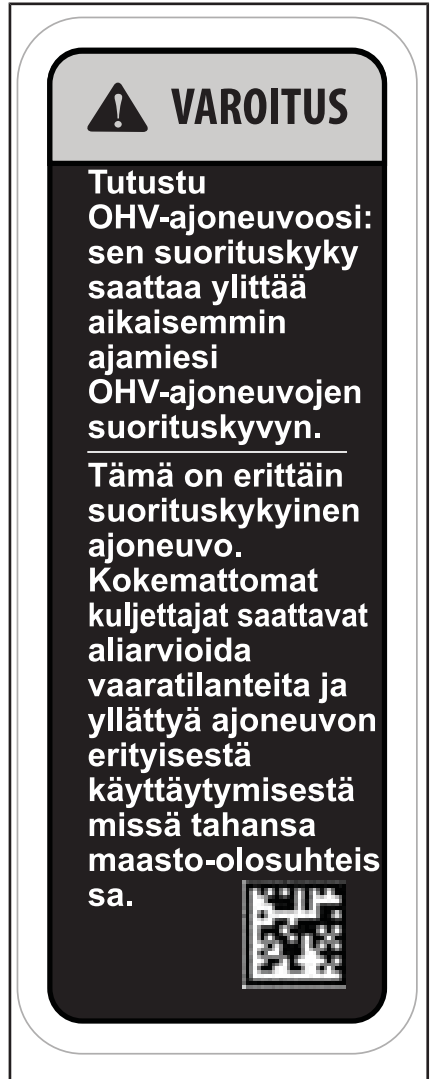 VAROITUS
Tutustu
OHV-ajoneuvoosi:
sen suorituskyky
saattaa ylittää
aikaisemmin
ajamiesi
OHV-ajoneuvojen
suorituskyvyn.
Tämä on erittäin
suorituskykyinen
ajoneuvo.
Kokemattomat
kuljettajat saattavat
aliarvioida
vaaratilanteita ja
yllättyä ajoneuvon
erityisestä
käyttäytymisestä
missä tahansa
maasto-olosuhteis
sa.